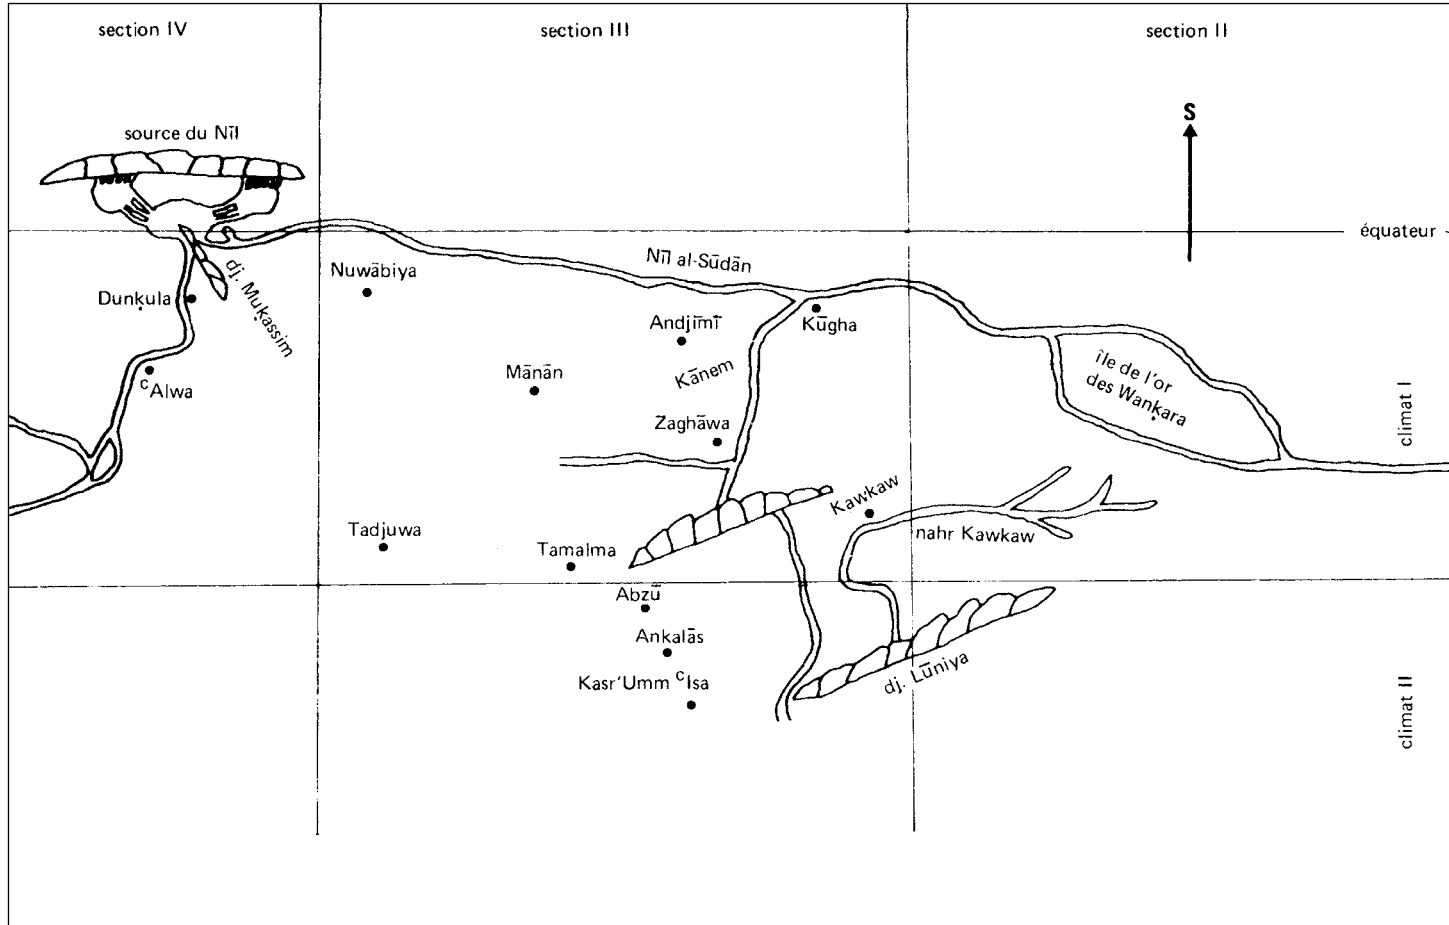 section IV
section III
section II
source du Nīl
S
équateur
Nīl al-Sūdān
Nuwābiya
dj. Mukassim
Dunkula
Andjīmī
Kūgha
Kānem
île de l'or
des Wankara
ᶜAlwa
Mānān
climat I
Zaghāwa
Kawkaw
nahr Kawkaw
Tadjuwa
Tamalma
Abzū
Ankalās
dj. Lūniya
Kasr'Umm ᶜIsa
climat II